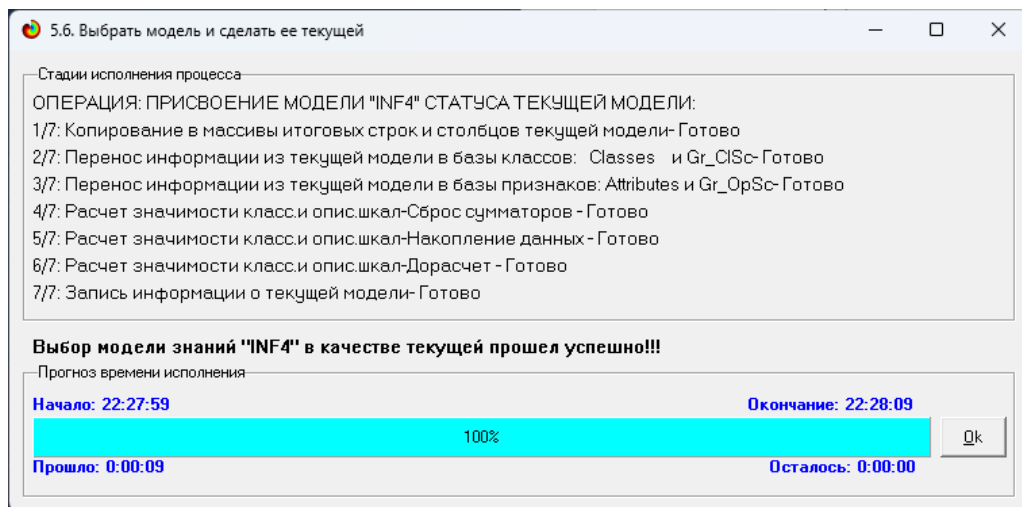 5.6. Выбрать модель и сделать ее текущей
Стадии исполнения процесса
ОПЕРАЦИЯ: ПРИСВОЕНИЕ МОДЕЛИ "INF4" СТАТУСА ТЕКУЩЕЙ МОДЕЛИ:
1/7: Копирование в массивы итоговых строк и столбцов текущей модели- Готово
2/7: Перенос информации из текущей модели в базы классов: Classes и Gr_ClSc- Готово
3/7: Перенос информации из текущей модели в базы признаков: Attributes и Gr_OpSc- Готово
4/7: Расчет значимости класс.и опис.шкал-Сброс сумматоров - Готово
5/7: Расчет значимости класс.и опис.шкал-Накопление данных - Готово
6/7: Расчет значимости класс.и опис.шкал-Дорасчет - Готово
7/7: Запись информации о текущей модели- Готово
Выбор модели знаний "INF4" в качестве текущей прошел успешно!!!
Прогноз времени исполнения
Начало: 22:27:59 Окончание: 22:28:09
100% Ok
Прошло: 0:00:09 Осталось: 0:00:00